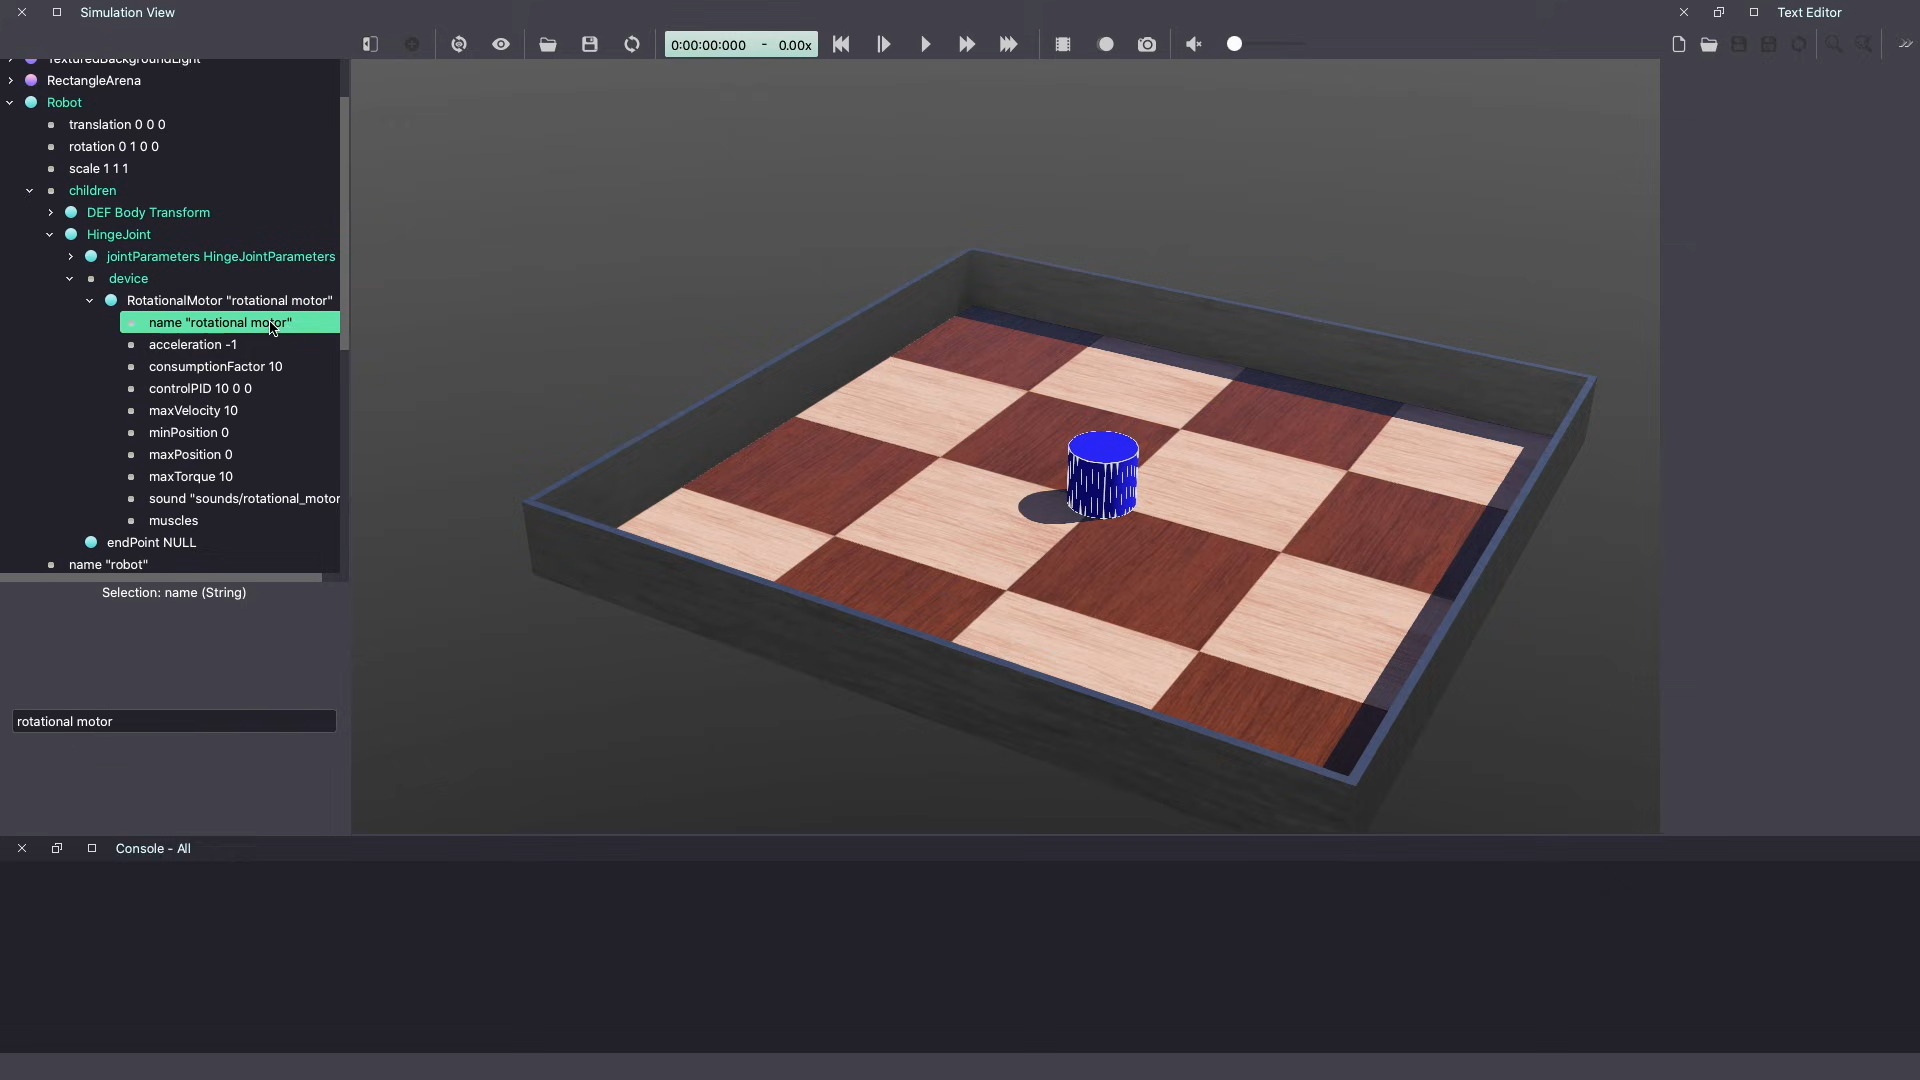 Simulation View
Text Editor
0:00:00:000 - 0.00x
TexturedBackgroundLight
RectangleArena
Robot
translation 0 0 0
rotation 0 1 0 0
scale 1 1 1
children
DEF Body Transform
HingeJoint
jointParameters HingeJointParameters
device
RotationalMotor "rotational motor"
name "rotational motor"
acceleration -1
consumptionFactor 10
controlPID 10 0 0
maxVelocity 10
minPosition 0
maxPosition 0
maxTorque 10
sound "sounds/rotational_motor
muscles
endPoint NULL
name "robot"
Selection: name (String)
rotational motor
Console - All